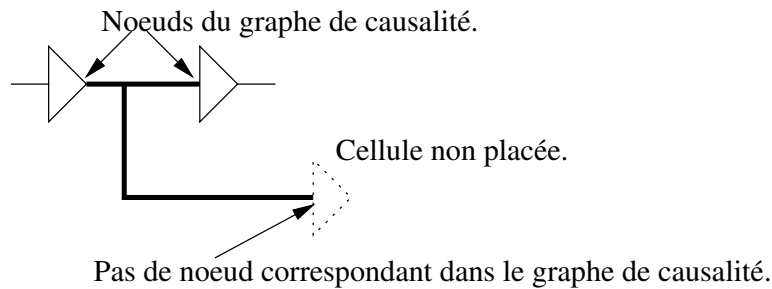 Noeuds du graphe de causalité.
Cellule non placée.
Pas de noeud correspondant dans le graphe de causalité.